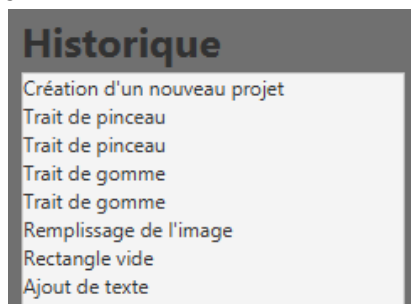 Historique
Création d'un nouveau projet
Trait de pinceau
Trait de pinceau
Trait de gomme
Trait de gomme
Remplissage de l'image
Rectangle vide
Ajout de texte